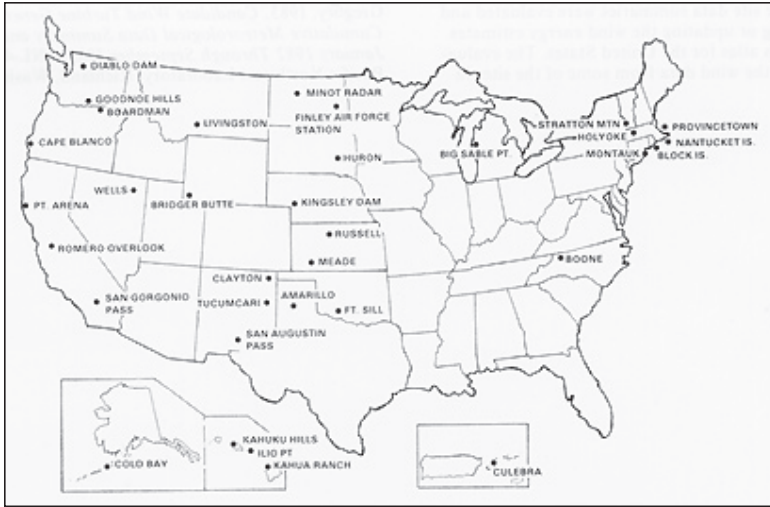 DIABLO DAM
GOODNOE HILLS
BOARDMAN
CAPE BLANCO
LIVINGSTON
MINOT RADAR
FINLEY AIR FORCE
STATION
HURON
BIG SABLE PT.
STRATTON MTN
HOLYOKE
MONTAUK
PROVINCETOWN
NANTUCKET IS.
BLOCK IS.
WELLS
BRIDGER BUTTE
KINGSLEY DAM
PT. ARENA
RUSSELL
ROMERO OVERLOOK
MEADE
BOONE
CLAYTON
TUCUMCARI
AMARILLO
FT. SILL
SAN GORGONIO
PASS
SAN AUGUSTIN
PASS
COLD BAY
KAHUKU HILLS
ILIO PT
KAHUA RANCH
CULEBRA